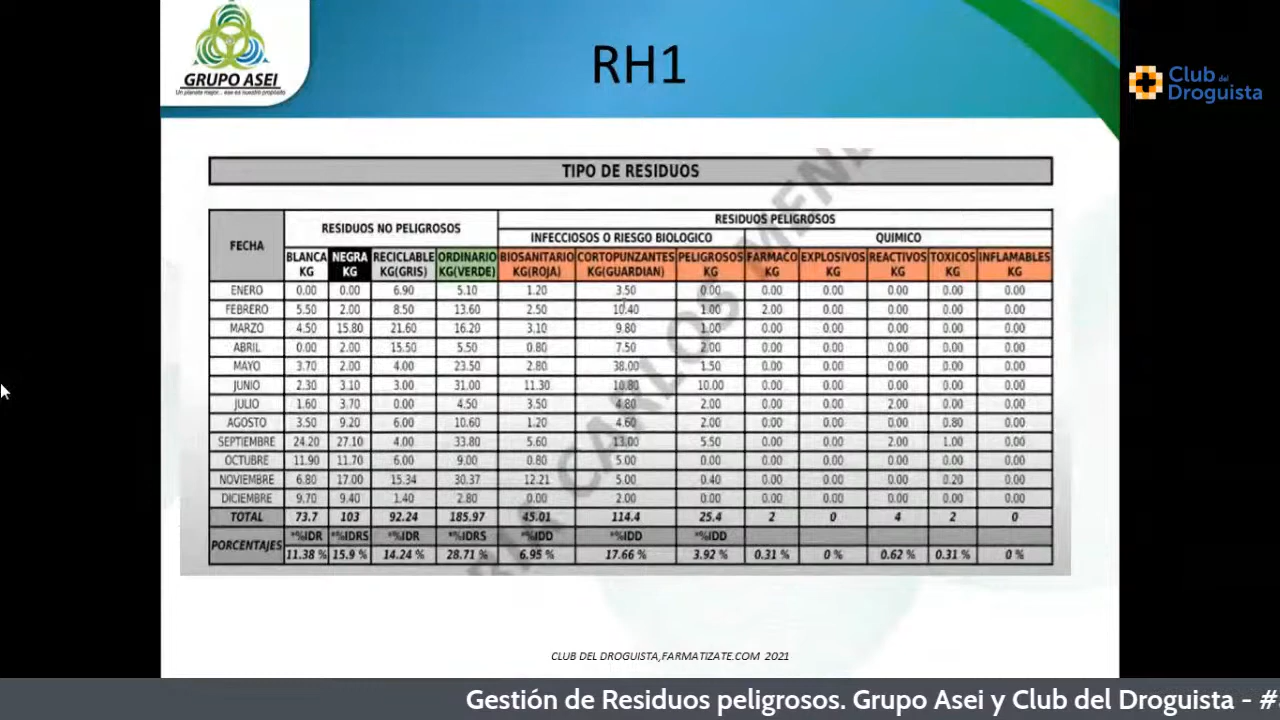 GRUPO ASEI
Un planeta mejor... ese es nuestro propósito
RH1
Club del
Droguista
TIPO DE RESIDUOS
FECHA RESIDUOS NO PELIGROSOS RESIDUOS PELIGROSOS
INFECCIOSOS O RIESGO BIOLOGICO QUIMICO
BLANCA KG NEGRA KG RECICLABLE KG(GRIS) ORDINARIO KG(VERDE) BIOSANITARIO KG(ROJA) CORTOPUNZANTES KG(GUARDIAN) PELIGROSOS KG FARMACO KG EXPLOSIVOS KG REACTIVOS KG TOXICOS KG INFLAMABLES KG
ENERO 0.00 0.00 6.90 5.10 1.20 3.50 0.00 0.00 0.00 0.00 0.00 0.00
FEBRERO 5.50 2.00 8.50 13.60 2.50 10.40 1.00 2.00 0.00 0.00 0.00 0.00
MARZO 4.50 15.80 21.60 16.20 3.10 9.80 1.00 0.00 0.00 0.00 0.00 0.00
ABRIL 0.00 2.00 15.50 5.50 0.80 7.50 2.00 0.00 0.00 0.00 0.00 0.00
MAYO 3.70 2.00 4.00 23.50 2.80 38.00 1.50 0.00 0.00 0.00 0.00 0.00
JUNIO 2.30 3.10 3.00 31.00 11.30 10.80 10.00 0.00 0.00 0.00 0.00 0.00
JULIO 1.60 3.70 0.00 4.50 3.50 4.80 2.00 0.00 0.00 2.00 0.00 0.00
AGOSTO 3.50 9.20 6.00 10.60 1.20 4.60 2.00 0.00 0.00 0.00 0.80 0.00
SEPTIEMBRE 24.20 27.10 4.00 33.80 5.60 13.00 5.50 0.00 0.00 2.00 1.00 0.00
OCTUBRE 11.90 11.70 6.00 9.00 0.80 5.00 0.00 0.00 0.00 0.00 0.00 0.00
NOVIEMBRE 6.80 17.00 15.34 30.37 12.21 5.00 0.40 0.00 0.00 0.00 0.20 0.00
DICIEMBRE 9.70 9.40 1.40 2.80 0.00 2.00 0.00 0.00 0.00 0.00 0.00 0.00
TOTAL 73.7 103 92.24 185.97 45.01 114.4 25.4 2 0 4 2 0
PORCENTAJES *%IDR *%IDRS *%IDR *%IDRS *%IDD *%IDD *%IDD
11.38 % 15.9 % 14.24 % 28.71 % 6.95 % 17.66 % 3.92 % 0.31 % 0 % 0.62 % 0.31 % 0 %
CARLOS
CLUB DEL DROGUISTA,FARMATIZATE.COM 2021
Gestión de Residuos peligrosos. Grupo Asei y Club del Droguista - #